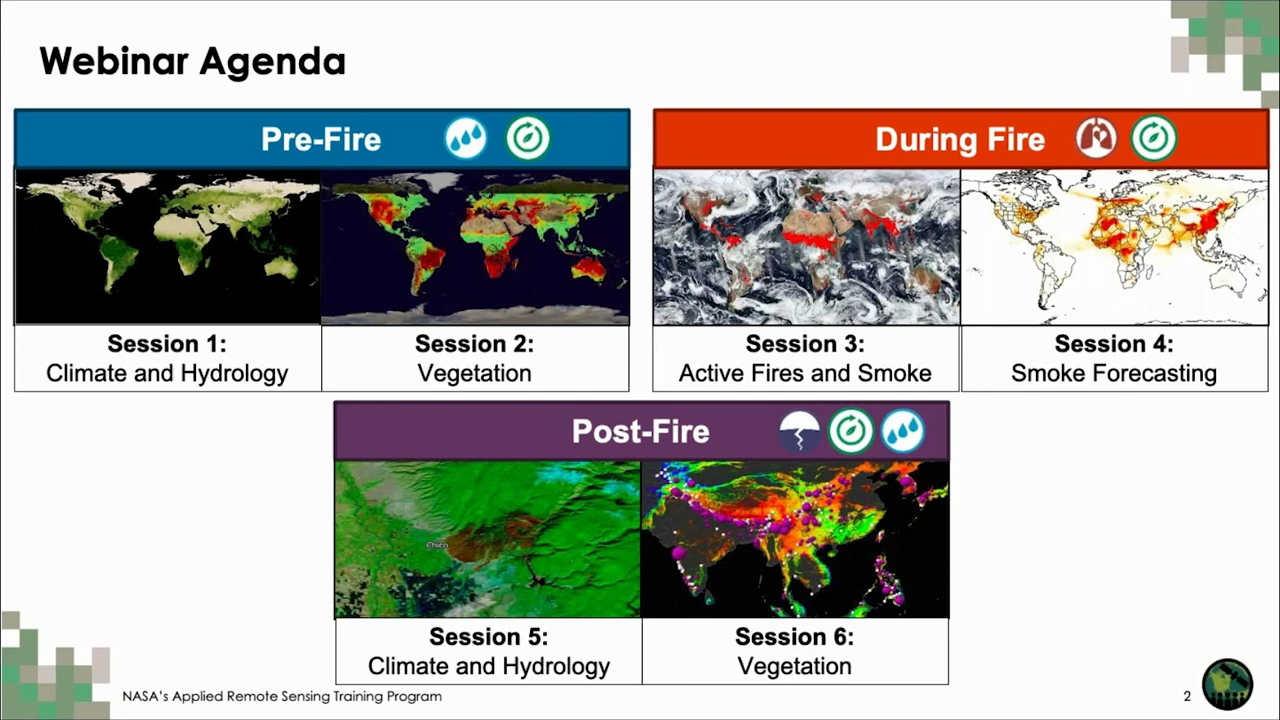 Webinar Agenda
Pre-Fire
During Fire
Session 1:
Climate and Hydrology
Session 2:
Vegetation
Session 3:
Active Fires and Smoke
Session 4:
Smoke Forecasting
Post-Fire
Chico
Session 5:
Climate and Hydrology
Session 6:
Vegetation
NASA's Applied Remote Sensing Training Program
2